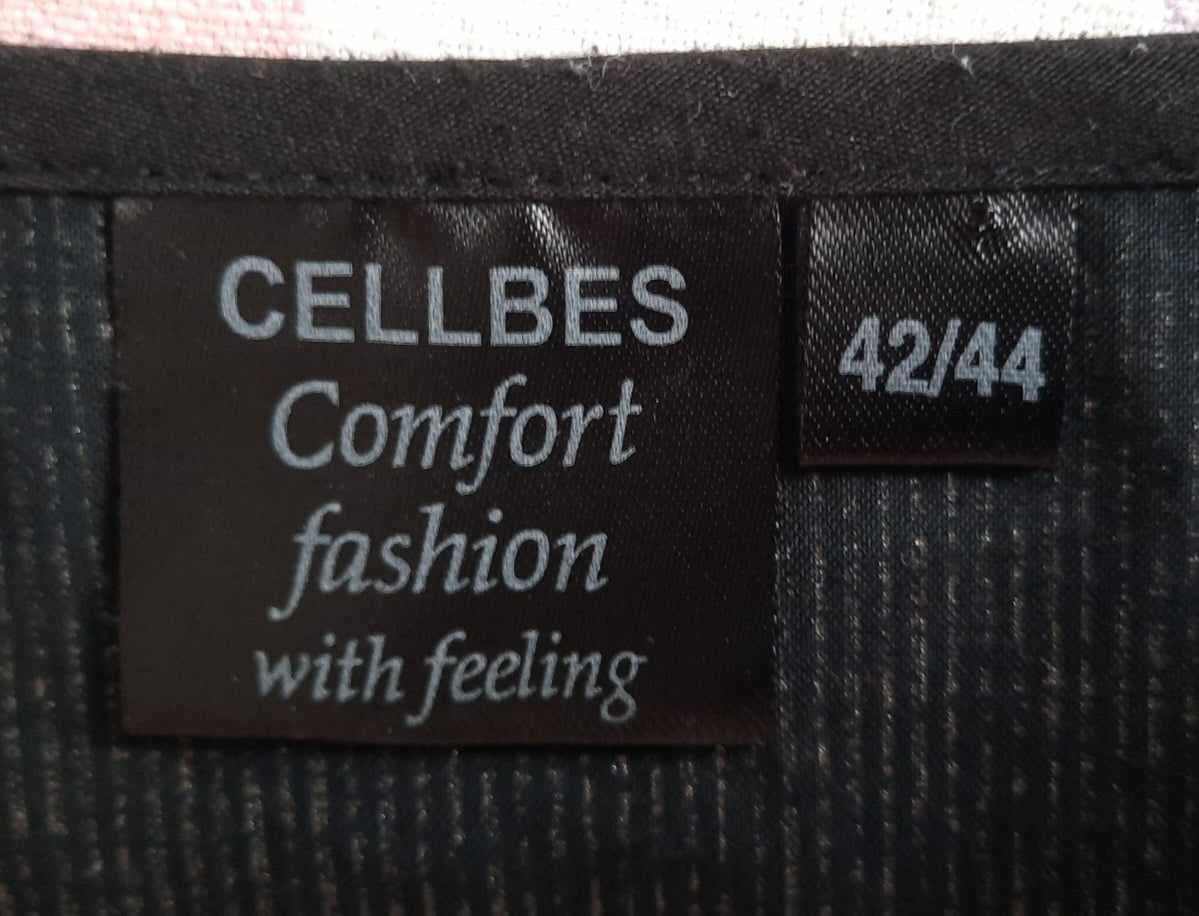 CELLBES
Comfort
fashion
with feeling
42/44